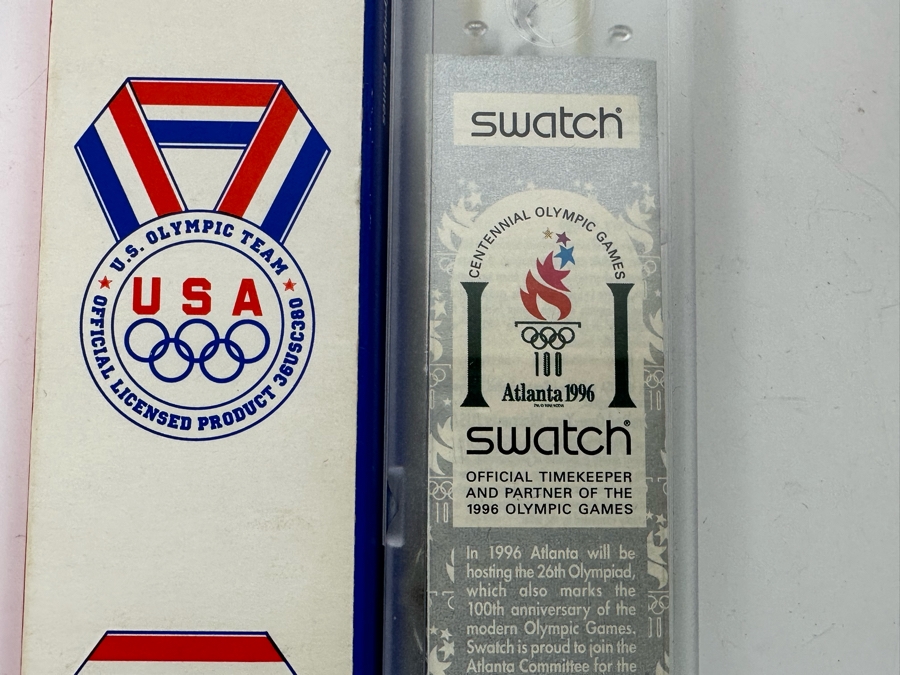 U.S. OLYMPIC TEAM
USA
OFFICIAL LICENSED PRODUCT 36USC380
swatch
CENTENNIAL OLYMPIC GAMES
100
Atlanta 1996
swatch
OFFICIAL TIMEKEEPER
AND PARTNER OF THE
1996 OLYMPIC GAMES
In 1996 Atlanta will be
hosting the 26th Olympiad,
which also marks the
100th anniversary of the
modern Olympic Games.
Swatch is proud to join the
Atlanta Committee for the